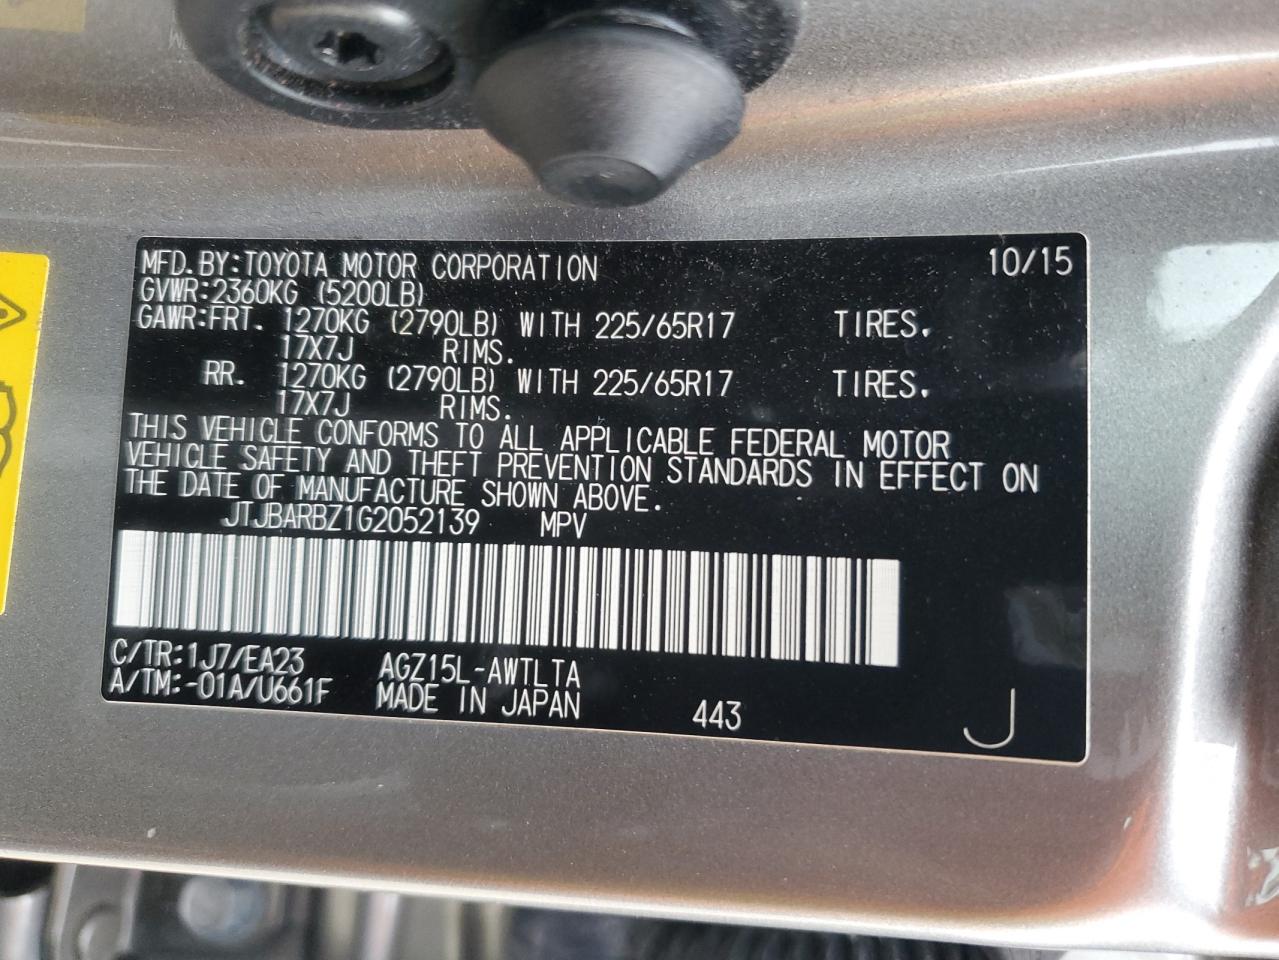 MFD.BY:TOYOTA MOTOR CORPORATION 10/15
GVWR:2360KG (5200LB)
GAWR:FRT. 1270KG (2790LB) WITH 225/65R17 TIRES.
17X7J RIMS.
RR. 1270KG (2790LB) WITH 225/65R17 TIRES.
17X7J RIMS.
THIS VEHICLE CONFORMS TO ALL APPLICABLE FEDERAL MOTOR
VEHICLE SAFETY AND THEFT PREVENTION STANDARDS IN EFFECT ON
THE DATE OF MANUFACTURE SHOWN ABOVE.
JTJBARBZ1G2052139 MPV
C/TR:1J7/EA23 AGZ15L-AWTLTA
A/TM:-01A/U661F MADE IN JAPAN 443 J